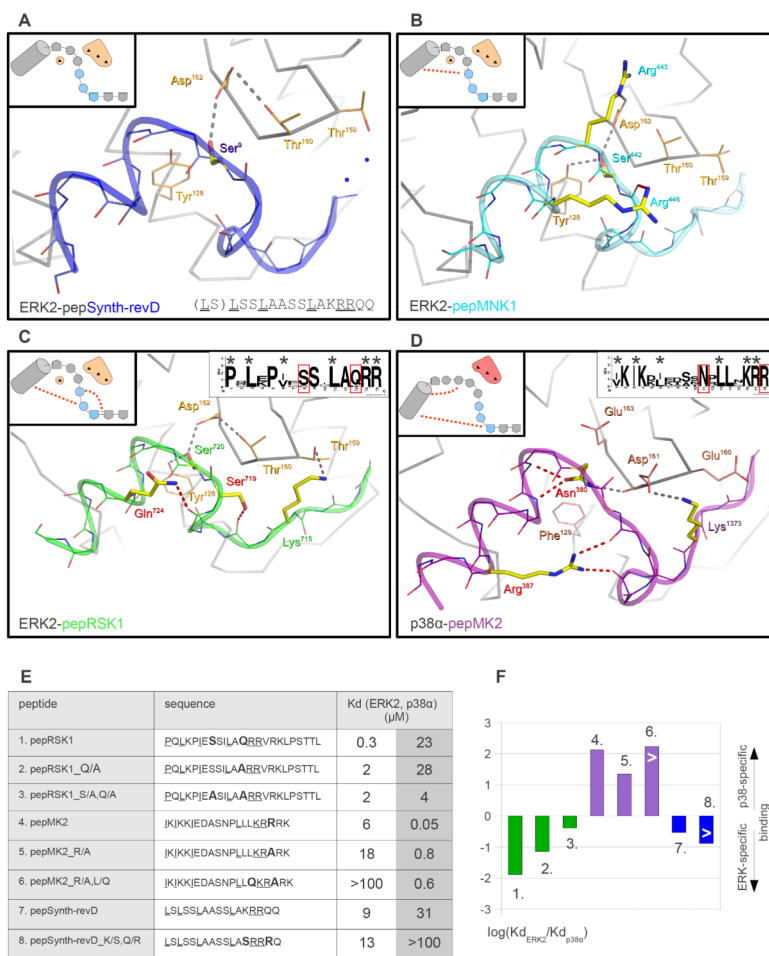 A
Asp¹⁶²
Ser⁹
Thr¹⁶⁰
Thr¹⁵⁹
Tyr¹²⁸
ERK2-pepSynth-revD
(LS)LSSLAASSLAKRRQQ
B
Arg⁴⁴³
Asp¹⁶²
Ser⁴⁴²
Thr¹⁶⁰
Thr¹⁵⁹
Arg⁴⁴⁶
Tyr¹²⁸
ERK2-pepMNK1
C
* * * **
Asp¹⁶²
Ser⁷²⁰
Thr¹⁵⁹
Thr¹⁶⁰
Ser⁷¹⁹
Tyr¹²⁸
Gln⁷²⁴
Lys⁷¹⁵
ERK2-pepRSK1
D
* * * * **
Glu¹⁶³
Asp¹⁶¹
Glu¹⁶⁰
Asn³⁸⁰
Phe¹²⁹
Lys¹³⁷³
Arg³⁸⁷
p38α-pepMK2
E
peptide sequence Kd (ERK2, p38α) (µM)
1. pepRSK1 PQLKPIESSILAQRRVRKLPSTTL 0.3 23
2. pepRSK1_Q/A PQLKPIESSILAARRVRKLPSTTL 2 28
3. pepRSK1_S/A,Q/A PQLKPIEASILAARRVRKLPSTTL 2 4
4. pepMK2 IKIKKIEDASNPLLLKRRRK 6 0.05
5. pepMK2_R/A IKIKKIEDASNPLLLKRARK 18 0.8
6. pepMK2_R/A,L/Q IKIKKIEDASNPLLQKRARK >100 0.6
7. pepSynth-revD LSLSSLAASSLAKRRQQ 9 31
8. pepSynth-revD_K/S,Q/R LSLSSLAASSLASRRRQ 13 >100
F
3
2
1
0
-1
-2
-3
1.
2.
3.
4.
5.
6.
>
7.
8.
>
log(Kd_ERK2/Kd_p38α)
p38-specific
binding
ERK-specific